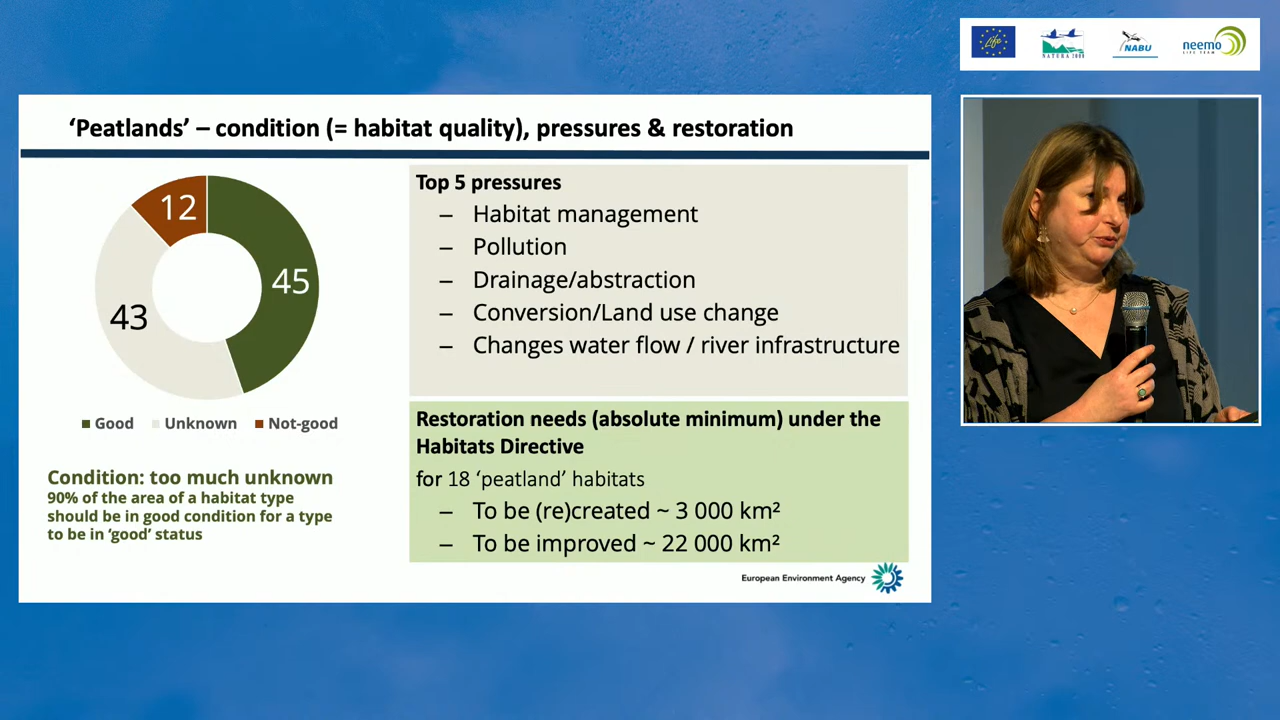 Life
NATURA 2000
NABU
neemo
LIFE TEAM
‘Peatlands’ – condition (= habitat quality), pressures & restoration
12
45
43
Good Unknown Not-good
Condition: too much unknown
90% of the area of a habitat type
should be in good condition for a type
to be in ‘good’ status
Top 5 pressures
– Habitat management
– Pollution
– Drainage/abstraction
– Conversion/Land use change
– Changes water flow / river infrastructure
Restoration needs (absolute minimum) under the
Habitats Directive
for 18 ‘peatland’ habitats
– To be (re)created ~ 3 000 km²
– To be improved ~ 22 000 km²
European Environment Agency